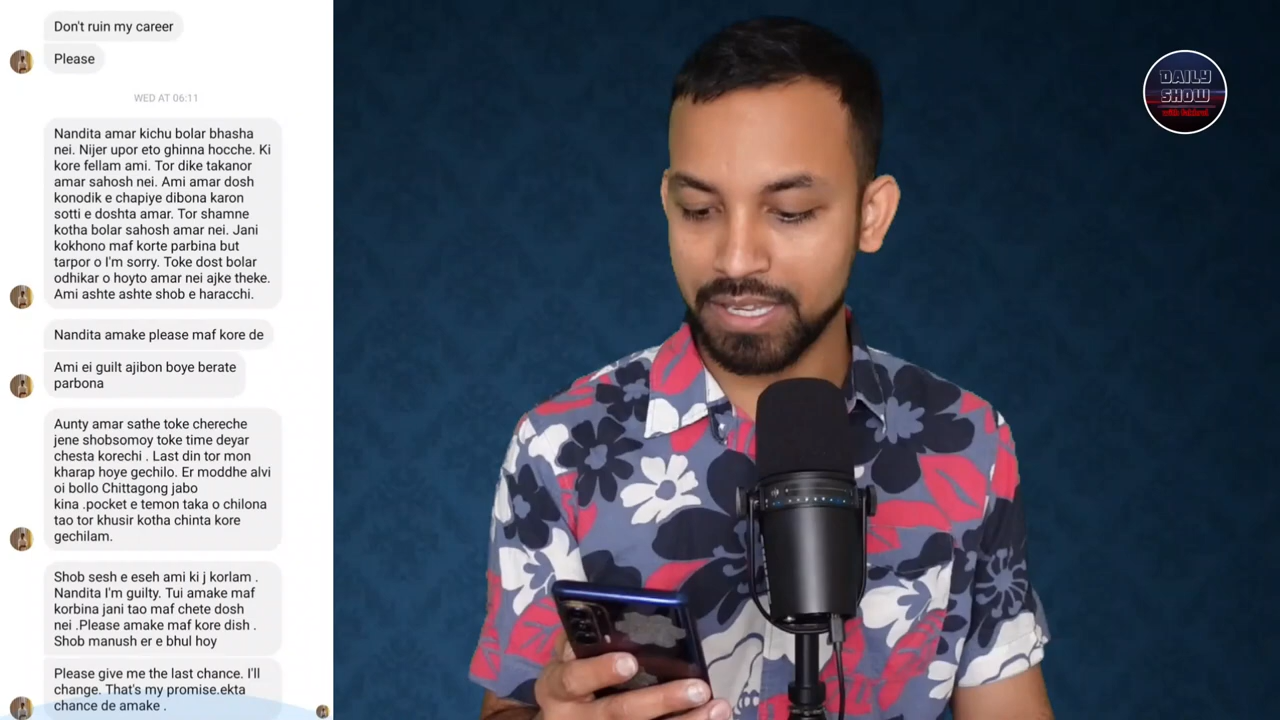 Don't ruin my career
Please
WED AT 06:11
Nandita amar kichu bolar bhasha
nei. Nijer upor eto ghinna hocche. Ki
kore fellam ami. Tor dike takanor
amar sahosh nei. Ami amar dosh
konodik e chapiye dibona karon
sotti e doshta amar. Tor shamne
kotha bolar sahosh amar nei. Jani
kokhono maf korte parbina but
tarpor o I'm sorry. Toke dost bolar
odhikar o hoyto amar nei ajke theke.
Ami ashte ashte shob e haracchi.
Nandita amake please maf kore de
Ami ei guilt ajibon boye berate
parbona
Aunty amar sathe toke chereche
jene shobsomoy toke time deyar
chesta korechi . Last din tor mon
kharap hoye gechilo. Er moddhe alvi
oi bollo Chittagong jabo
kina .pocket e temon taka o chilona
tao tor khusir kotha chinta kore
gechilam.
Shob sesh e eseh ami ki j korlam .
Nandita I'm guilty. Tui amake maf
korbina jani tao maf chete dosh
nei .Please amake maf kore dish .
Shob manush er e bhul hoy
Please give me the last chance. I'll
change. That's my promise.ekta
chance de amake .
DAILY
SHOW